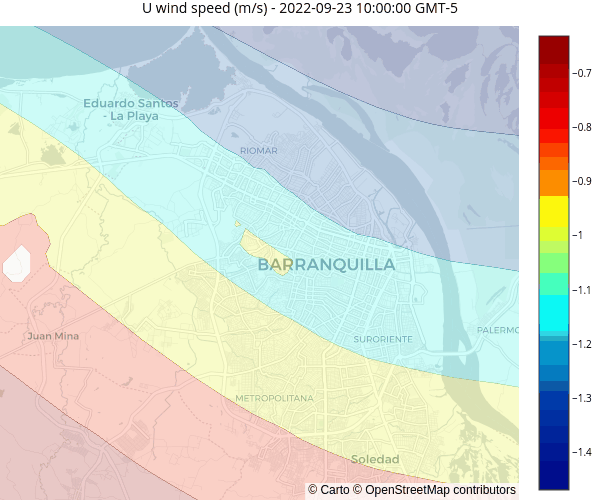 U wind speed (m/s) - 2022-09-23 10:00:00 GMT-5
Eduardo Santos
- La Playa
RIOMAR
BARRANQUILLA
SURORIENTE
PALERMO
Juan Mina
METROPOLITANA
Soledad
© Carto © OpenStreetMap contributors
-0.7
-0.8
-0.9
-1
-1.1
-1.2
-1.3
-1.4